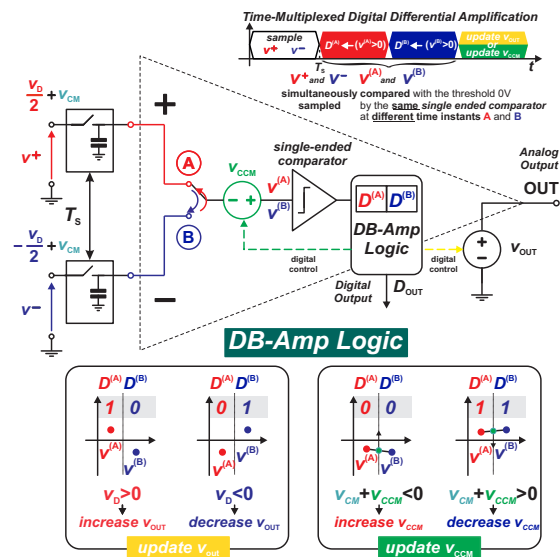 Time-Multiplexed Digital Differential Amplification
sample
v+ v−
D(A)←(v(A)>0)
D(B)←(v(B)>0)
update vOUT
or
update vCCM
Ts
t
v+ and v−
v(A) and v(B)
simultaneously compared with the threshold 0V
sampled by the same single ended comparator
at different time instants A and B
vD/2 +vCM
+
v+
Ts
−vD/2 +vCM
−
v−
A
B
vCCM
− +
single-ended
comparator
v(A)
v(B)
D(A) D(B)
DB-Amp
Logic
digital
control
digital
control
Digital
Output
DOUT
Analog
Output
OUT
+
−
vOUT
DB-Amp Logic
D(A) D(B)
1 0
v(A)
v(B)
vD>0
increase vOUT
D(A) D(B)
0 1
v(A)
v(B)
vD<0
decrease vOUT
update vout
D(A) D(B)
0 0
v(A)
v(B)
vCM+vCCM<0
increase vCCM
D(A) D(B)
1 1
v(A)
v(B)
vCM+vCCM>0
decrease vCCM
update vCCM